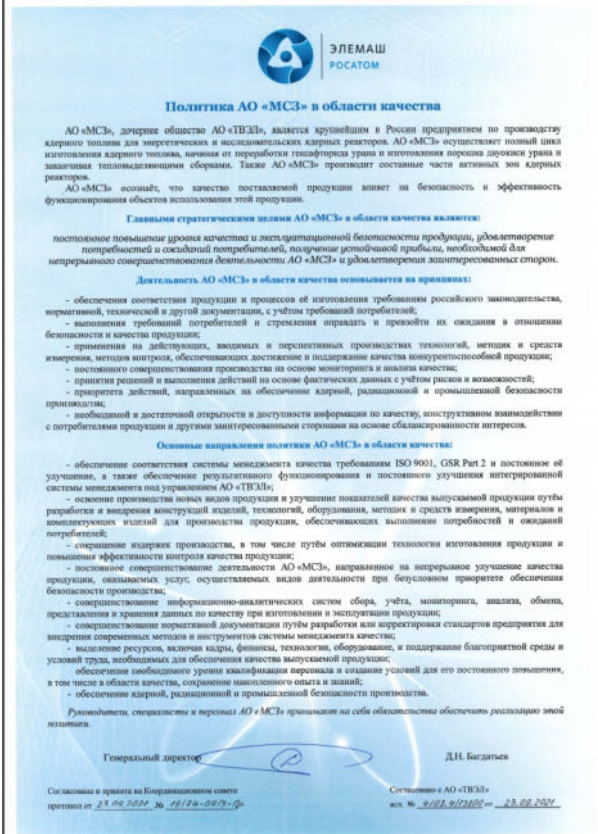 ЭЛЕМАШ
РОСАТОМ
Политика АО «МСЗ» в области качества
АО «МСЗ», дочернее общество АО «ТВЭЛ», является крупнейшим в России предприятием по производству
ядерного топлива для энергетических и исследовательских ядерных реакторов. АО «МСЗ» осуществляет полный цикл
изготовления ядерного топлива, начиная от переработки гексафторида урана и изготовления порошка двуокиси урана и
заканчивая тепловыделяющими сборками. Также АО «МСЗ» производит составные части активных зон ядерных
реакторов.
АО «МСЗ» осознаёт, что качество поставляемой продукции влияет на безопасность и эффективность
функционирования объектов использования этой продукции.
Главными стратегическими целями АО «МСЗ» в области качества являются:
постоянное повышение уровня качества и эксплуатационной безопасности продукции, удовлетворение
потребностей и ожиданий потребителей, получение устойчивой прибыли, необходимой для
непрерывного совершенствования деятельности АО «МСЗ» и удовлетворения заинтересованных сторон.
Деятельность АО «МСЗ» в области качества основывается на принципах:
- обеспечения соответствия продукции и процессов её изготовления требованиям российского законодательства,
нормативной, технической и другой документации, с учётом требований потребителей;
- выполнения требований потребителей и стремления оправдать и превзойти их ожидания в отношении
безопасности и качества продукции;
- применения на действующих, вводимых и перспективных производствах технологий, методик и средств
измерения, методов контроля, обеспечивающих достижение и поддержание качества конкурентоспособной продукции;
- постоянного совершенствования производства на основе мониторинга и анализа качества;
- принятия решений и выполнения действий на основе фактических данных с учётом рисков и возможностей;
- приоритета действий, направленных на обеспечение ядерной, радиационной и промышленной безопасности
производства;
- необходимой и достаточной открытости и доступности информации по качеству, конструктивном взаимодействии
с потребителями продукции и другими заинтересованными сторонами на основе сбалансированности интересов.
Основные направления политики АО «МСЗ» в области качества:
- обеспечение соответствия системы менеджмента качества требованиям ISO 9001, GSR Part 2 и постоянное её
улучшение, а также обеспечение результативного функционирования и постоянного улучшения интегрированной
системы менеджмента под управлением АО «ТВЭЛ»;
- освоение производства новых видов продукции и улучшение показателей качества выпускаемой продукции путём
разработки и внедрения конструкций изделий, технологий, оборудования, методик и средств измерения, материалов и
комплектующих изделий для производства продукции, обеспечивающих выполнение потребностей и ожиданий
потребителей;
- сокращение издержек производства, в том числе путём оптимизации технологии изготовления продукции и
повышения эффективности контроля качества продукции;
- постоянное совершенствование деятельности АО «МСЗ», направленное на непрерывное улучшение качества
продукции, оказываемых услуг, осуществляемых видов деятельности при безусловном приоритете обеспечения
безопасности производства;
- совершенствование информационно-аналитических систем сбора, учёта, мониторинга, анализа, обмена,
представления и хранения данных по качеству при изготовлении и эксплуатации продукции;
- совершенствование нормативной документации путём разработки или корректировки стандартов предприятия для
внедрения современных методов и инструментов системы менеджмента качества;
- выделение ресурсов, включая кадры, финансы, технологии, оборудование, и поддержание благоприятной среды и
условий труда, необходимых для обеспечения качества выпускаемой продукции;
- обеспечение необходимого уровня квалификации персонала и создание условий для его постоянного повышения,
в том числе в области качества, сохранение накопленного опыта и знаний;
- обеспечение ядерной, радиационной и промышленной безопасности производства.
Руководители, специалисты и персонал АО «МСЗ» принимают на себя обязательства обеспечить реализацию этой
политики.
Генеральный директор Д.Н. Багдатьев
Согласована и принята на Координационном совете Согласовано с АО «ТВЭЛ»
протокол от 23.09.2021 № исх. № от 23.09.2021